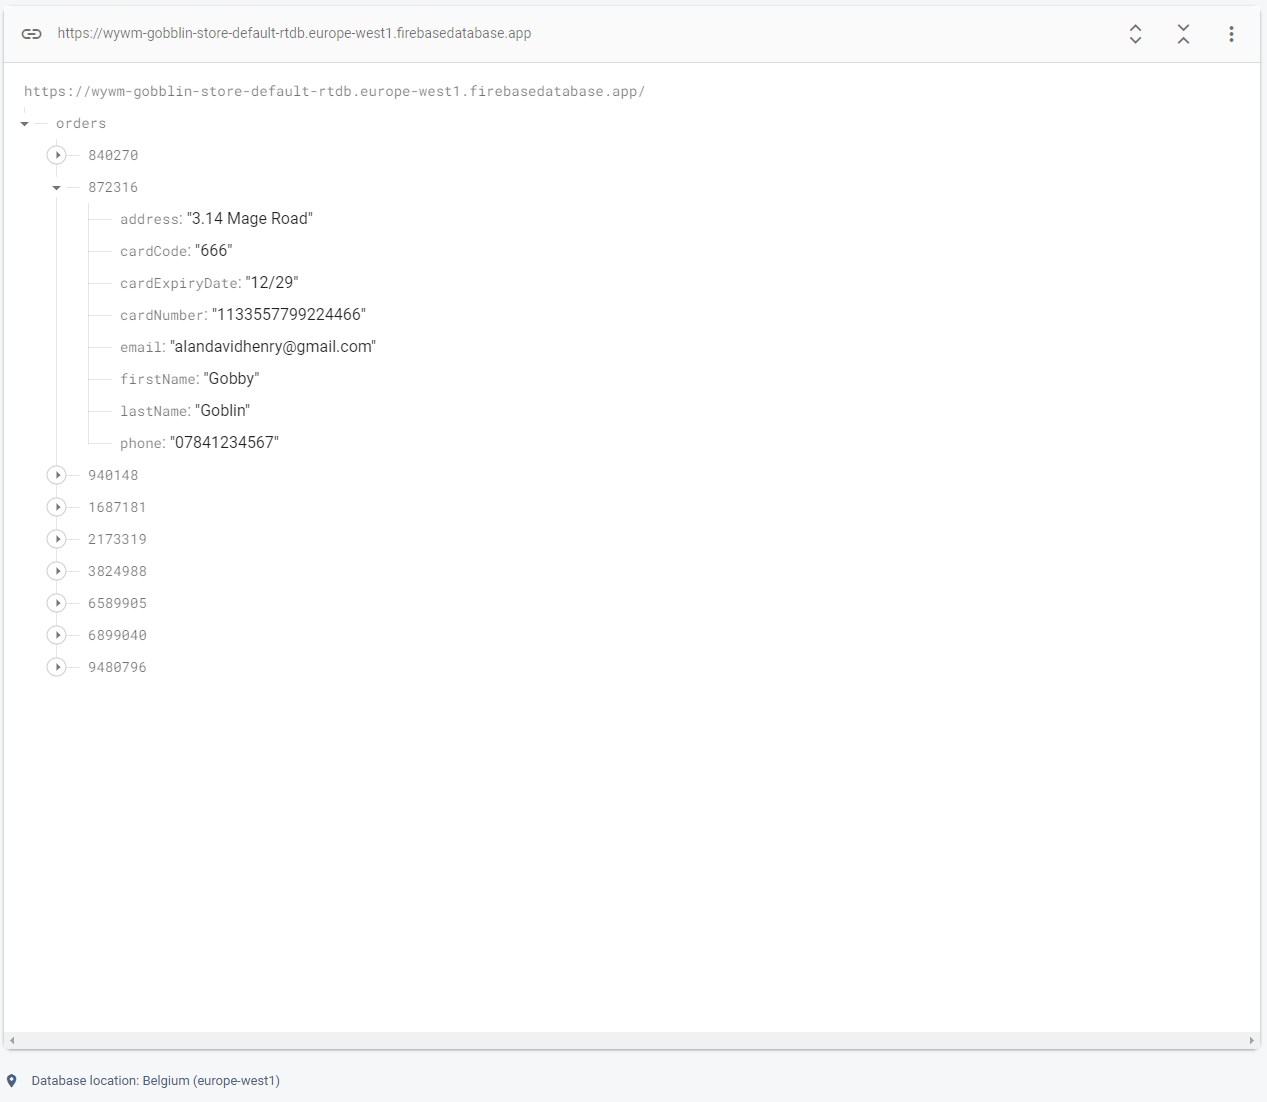 https://wywm-gobblin-store-default-rtdb.europe-west1.firebasedatabase.app
https://wywm-gobblin-store-default-rtdb.europe-west1.firebasedatabase.app/
orders
840270
872316
address: "3.14 Mage Road"
cardCode: "666"
cardExpiryDate: "12/29"
cardNumber: "1133557799224466"
email: "alandavidhenry@gmail.com"
firstName: "Gobby"
lastName: "Goblin"
phone: "07841234567"
940148
1687181
2173319
3824988
6589905
6899040
9480796
Database location: Belgium (europe-west1)